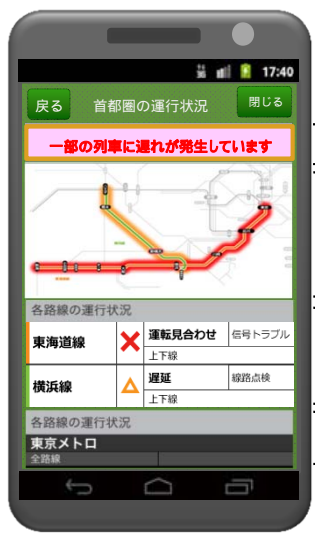 3G 17:40
戻る 首都圏の運行状況 閉じる
一部の列車に遅れが発生しています
各路線の運行状況
東海道線 運転見合わせ 信号トラブル
上下線
横浜線 遅延 線路点検
上下線
各路線の運行状況
東京メトロ
全路線